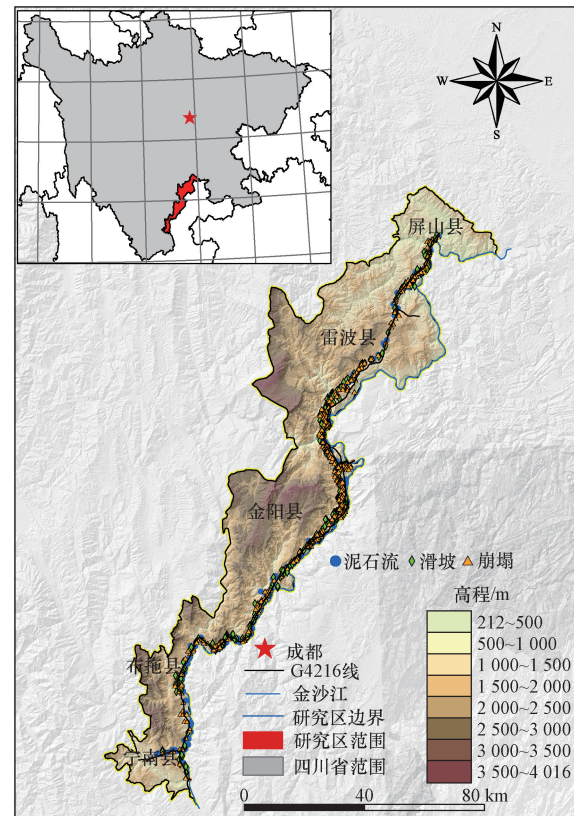 N
W
E
S
屏山县
雷波县
金阳县
泥石流 滑坡 崩塌
高程/m
212~500
500~1 000
1 000~1 500
1 500~2 000
2 000~2 500
2 500~3 000
3 000~3 500
3 500~4 016
布拖县
宁南县
成都
G4216线
金沙江
研究区边界
研究区范围
四川省范围
0 40 80 km